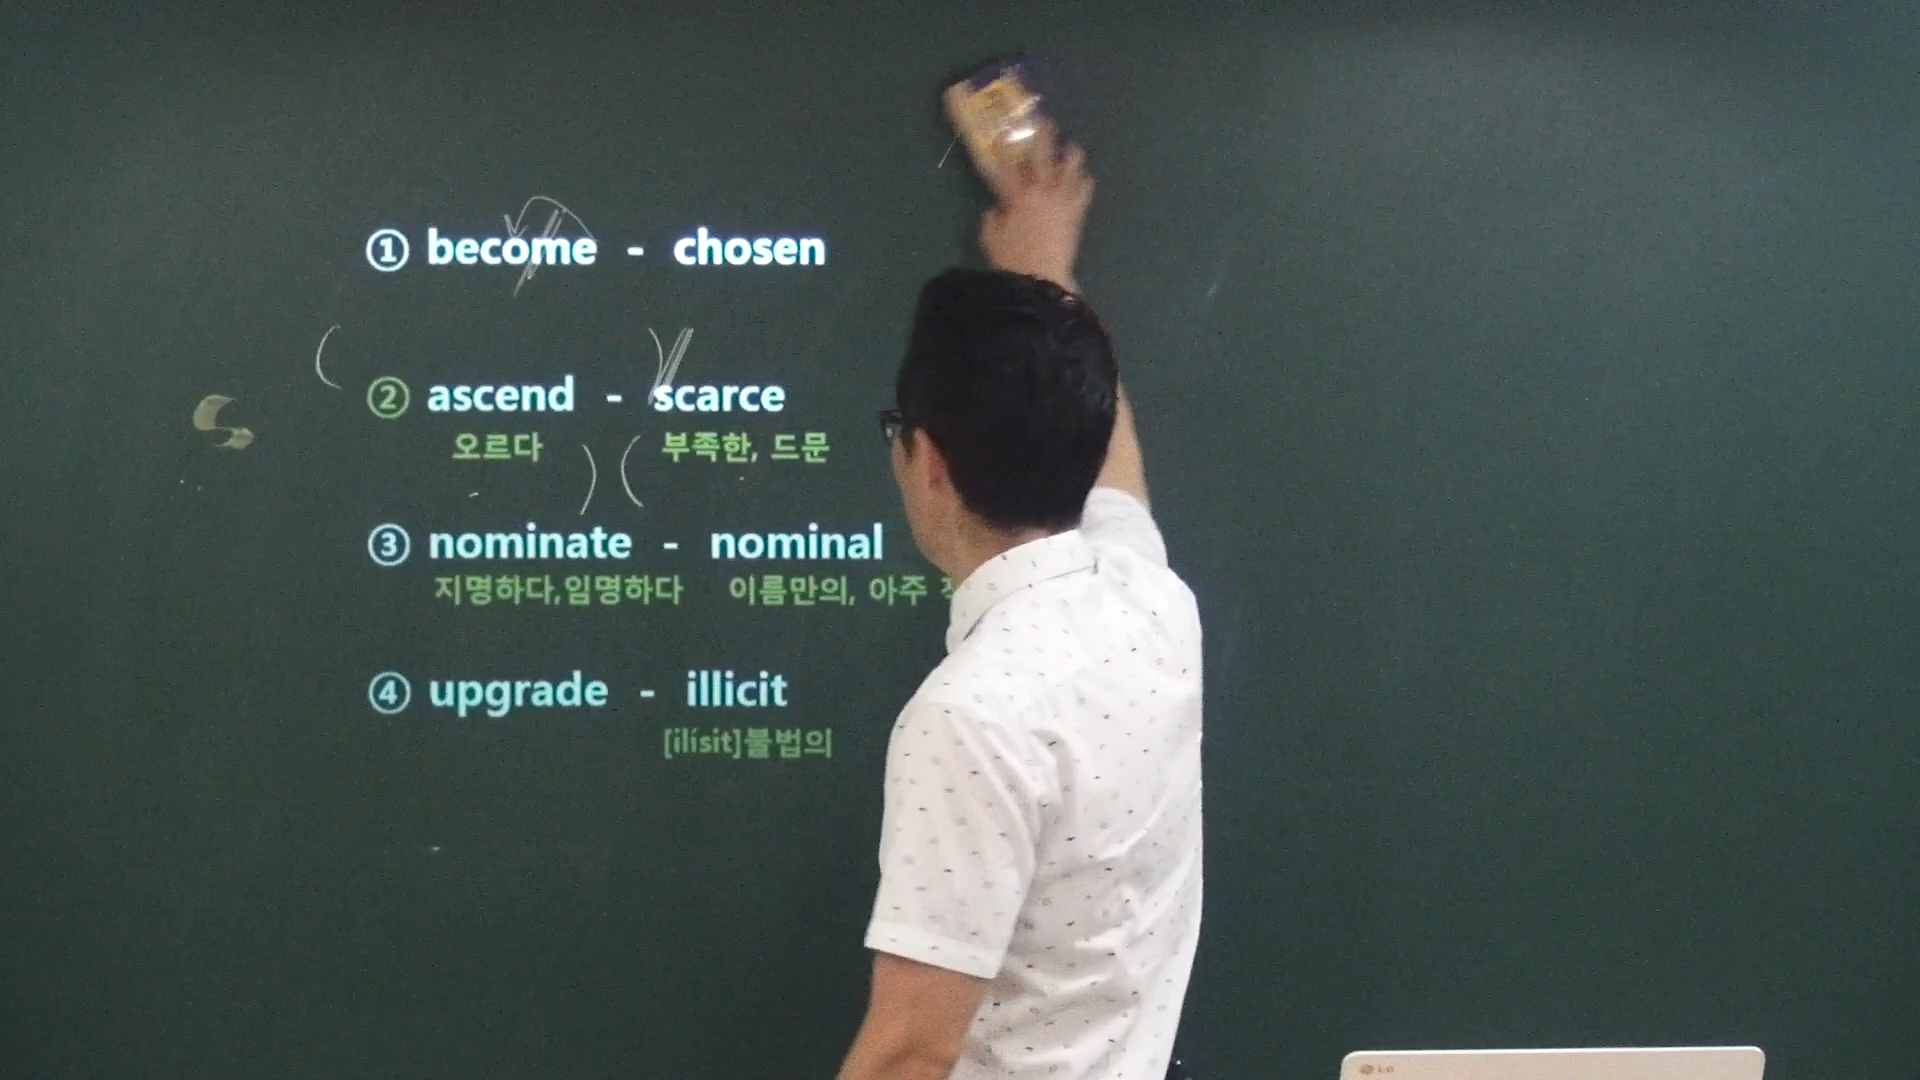 ① become - chosen
② ascend - scarce
오르다 부족한, 드문
③ nominate - nominal
지명하다,임명하다 이름만의, 아주
④ upgrade - illicit
[ilísit]불법의
LG